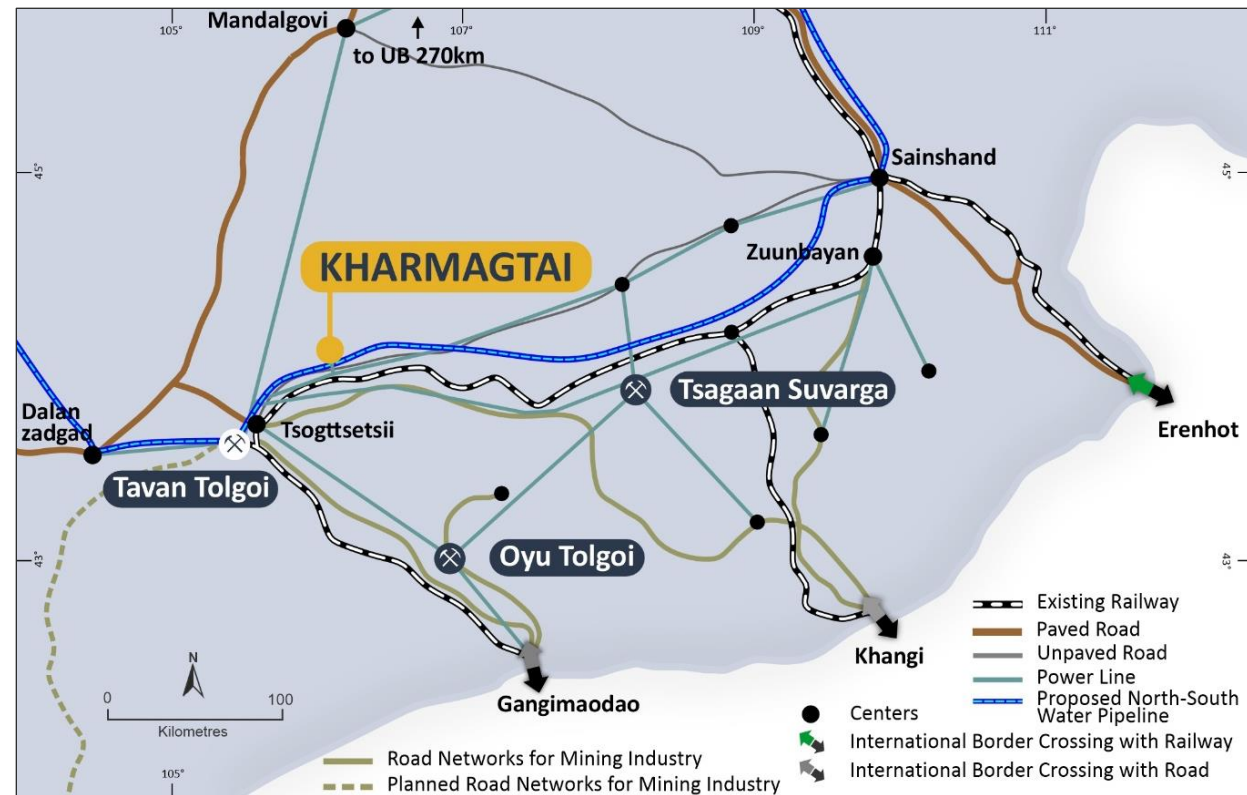 105°
107°
109°
111°
Mandalgovi
to UB 270km
45°
Sainshand
45°
Zuunbayan
KHARMAGTAI
Tsagaan Suvarga
Dalan
zadgad
Tsogttsetsii
Erenhot
Tavan Tolgoi
Oyu Tolgoi
43°
43°
Existing Railway
Paved Road
Khangi
Unpaved Road
N
Power Line
Gangimaodao
Proposed North-South
Water Pipeline
0 100
Kilometres
Centers
International Border Crossing with Railway
Road Networks for Mining Industry
International Border Crossing with Road
105°
Planned Road Networks for Mining Industry